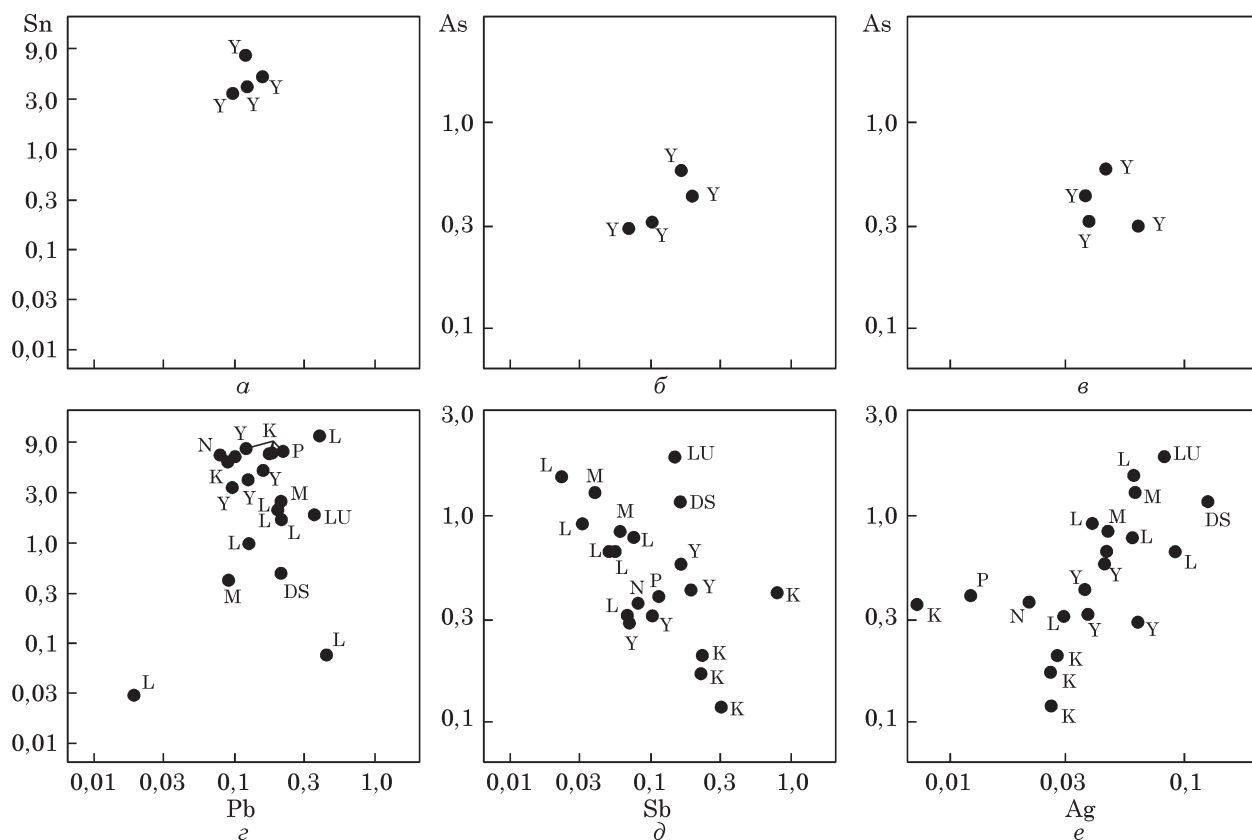 Sn
9,0
3,0
1,0
0,3
0,1
0,03
0,01
Y
Y
Y
Y
а
As
1,0
0,3
0,1
Y
Y
Y
Y
б
As
1,0
0,3
0,1
Y
Y
Y
Y
в
9,0
3,0
1,0
0,3
0,1
0,03
0,01
N
Y
K
P
L
K
Y
Y
Y
M
L
L
L
LU
L
M
DS
L
L
0,01 0,03 0,1 0,3 1,0
Pb
г
3,0
1,0
0,3
0,1
L
M
LU
DS
L
M
L
L
L
Y
N
P
Y
K
L
Y
Y
K
K
K
0,01 0,03 0,1 0,3 1,0
Sb
д
3,0
1,0
0,3
0,1
LU
L
M
DS
L
M
L
L
Y
Y
P
K
N
L
Y
Y
K
K
K
0,01 0,03 0,1
Ag
е